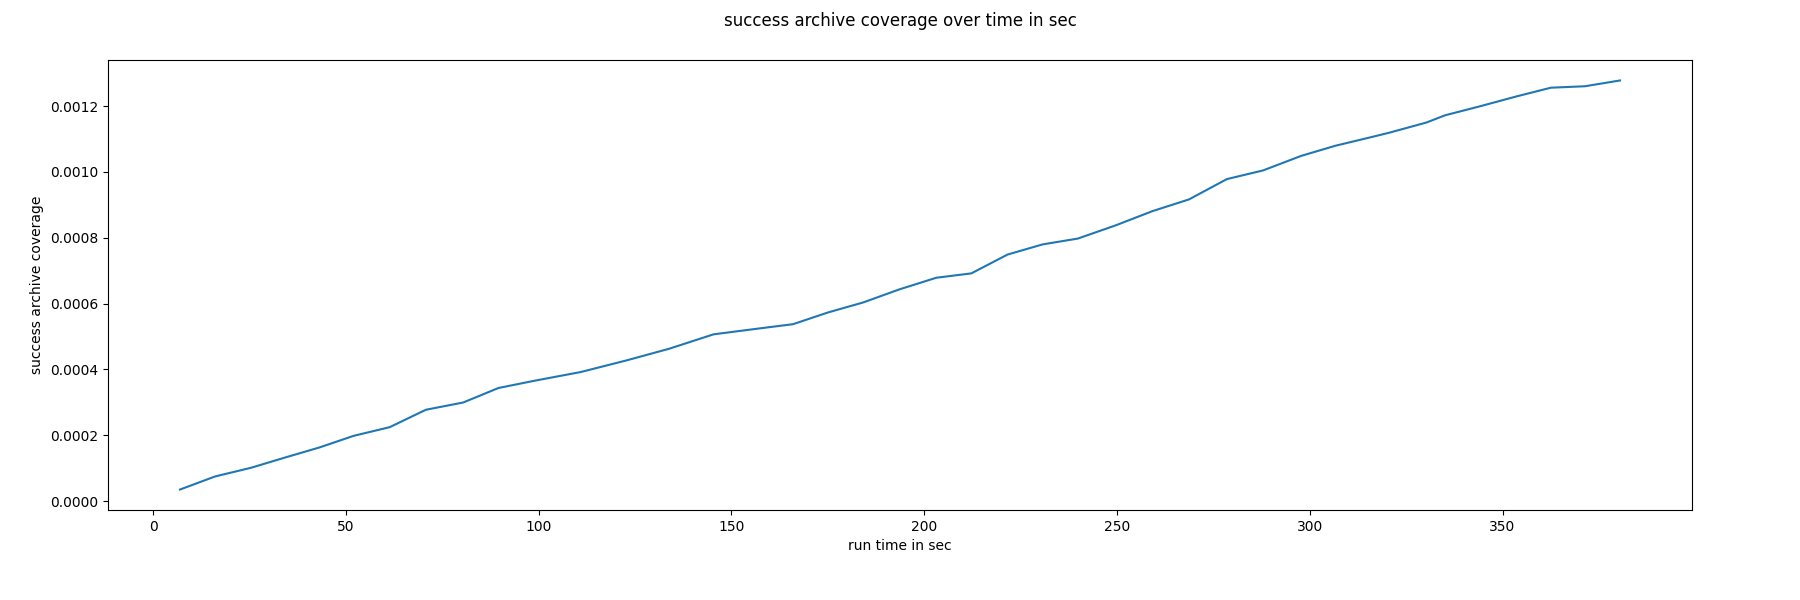 success archive coverage over time in sec
0.0012
0.0010
0.0008
0.0006
0.0004
0.0002
0.0000
success archive coverage
0 50 100 150 200 250 300 350
run time in sec